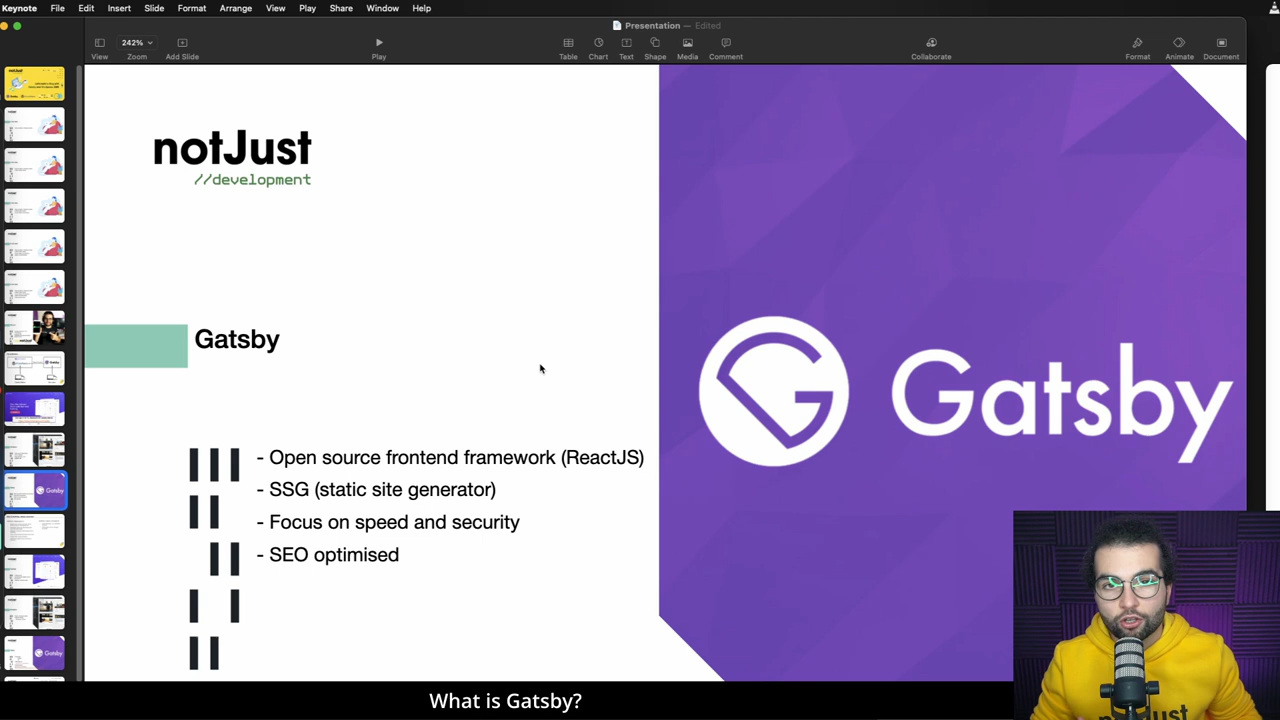 Keynote File Edit Insert Slide Format Arrange View Play Share Window Help
Presentation — Edited
242%
View Zoom Add Slide Play Table Chart Text Shape Media Comment Collaborate Format Animate Document
notJust
//development
Gatsby
- Open source frontend framework (ReactJS)
- SSG (static site generator)
- Focus on speed and security
- SEO optimised
Gatsby
What is Gatsby?